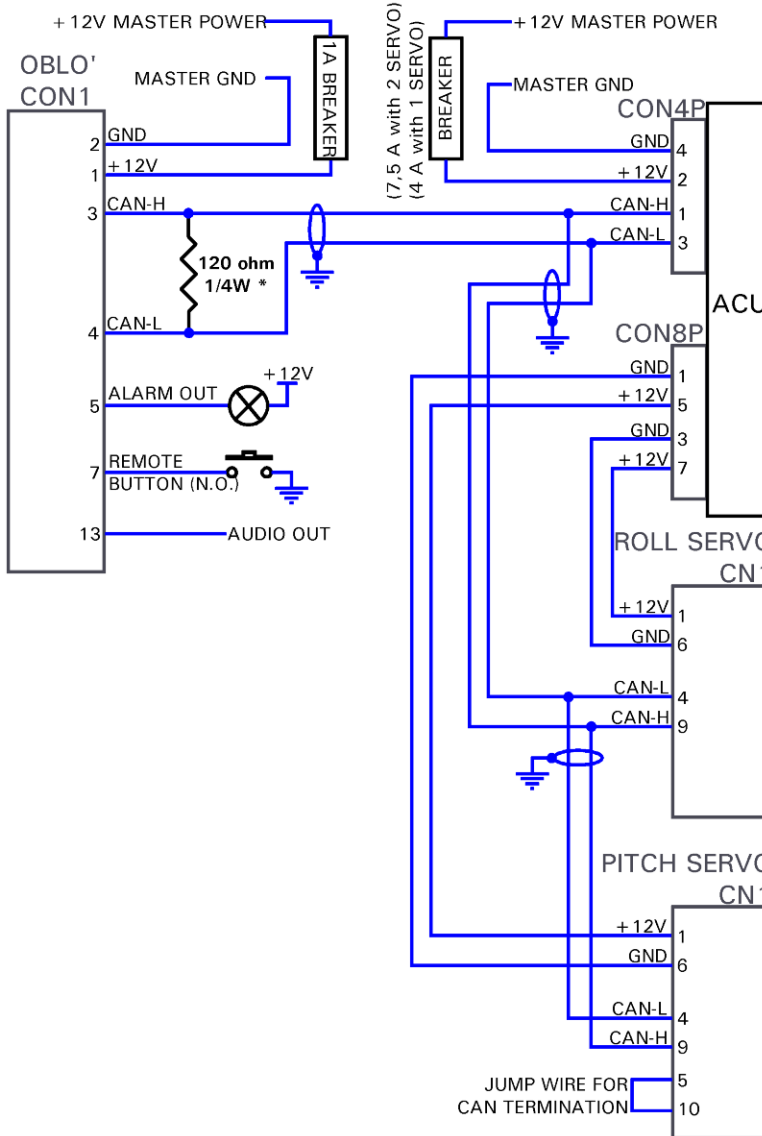 +12V MASTER POWER
OBLO'
CON1
MASTER GND
1A BREAKER
2 GND
1 +12V
3 CAN-H
120 ohm
1/4W *
4 CAN-L
+12V
5 ALARM OUT
7 REMOTE
BUTTON (N.O.)
13 AUDIO OUT
(7,5 A with 2 SERVO)
(4 A with 1 SERVO)
BREAKER
+12V MASTER POWER
MASTER GND
CON4P
GND 4
+12V 2
CAN-H 1
CAN-L 3
ACU
CON8P
GND 1
+12V 5
GND 3
+12V 7
ROLL SERVO
CN1
+12V 1
GND 6
CAN-L 4
CAN-H 9
PITCH SERVO
CN1
+12V 1
GND 6
CAN-L 4
CAN-H 9
5
JUMP WIRE FOR
CAN TERMINATION
10